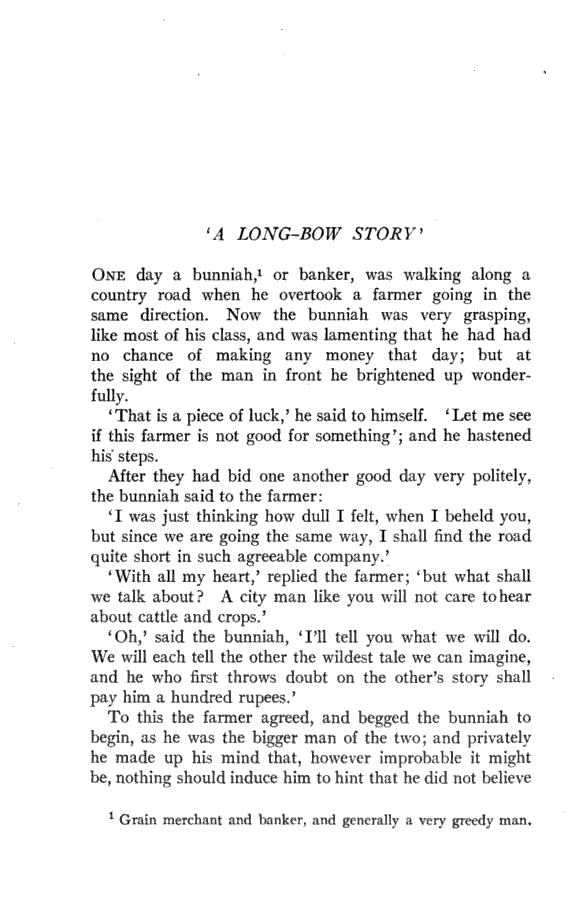 ‘A LONG-BOW STORY’
ONE day a bunniah,¹ or banker, was walking along a
country road when he overtook a farmer going in the
same direction. Now the bunniah was very grasping,
like most of his class, and was lamenting that he had had
no chance of making any money that day; but at
the sight of the man in front he brightened up wonder-
fully.
‘That is a piece of luck,’ he said to himself. ‘Let me see
if this farmer is not good for something’; and he hastened
his steps.
After they had bid one another good day very politely,
the bunniah said to the farmer:
‘I was just thinking how dull I felt, when I beheld you,
but since we are going the same way, I shall find the road
quite short in such agreeable company.’
‘With all my heart,’ replied the farmer; ‘but what shall
we talk about? A city man like you will not care to hear
about cattle and crops.’
‘Oh,’ said the bunniah, ‘I’ll tell you what we will do.
We will each tell the other the wildest tale we can imagine,
and he who first throws doubt on the other’s story shall
pay him a hundred rupees.’
To this the farmer agreed, and begged the bunniah to
begin, as he was the bigger man of the two; and privately
he made up his mind that, however improbable it might
be, nothing should induce him to hint that he did not believe
¹ Grain merchant and banker, and generally a very greedy man.